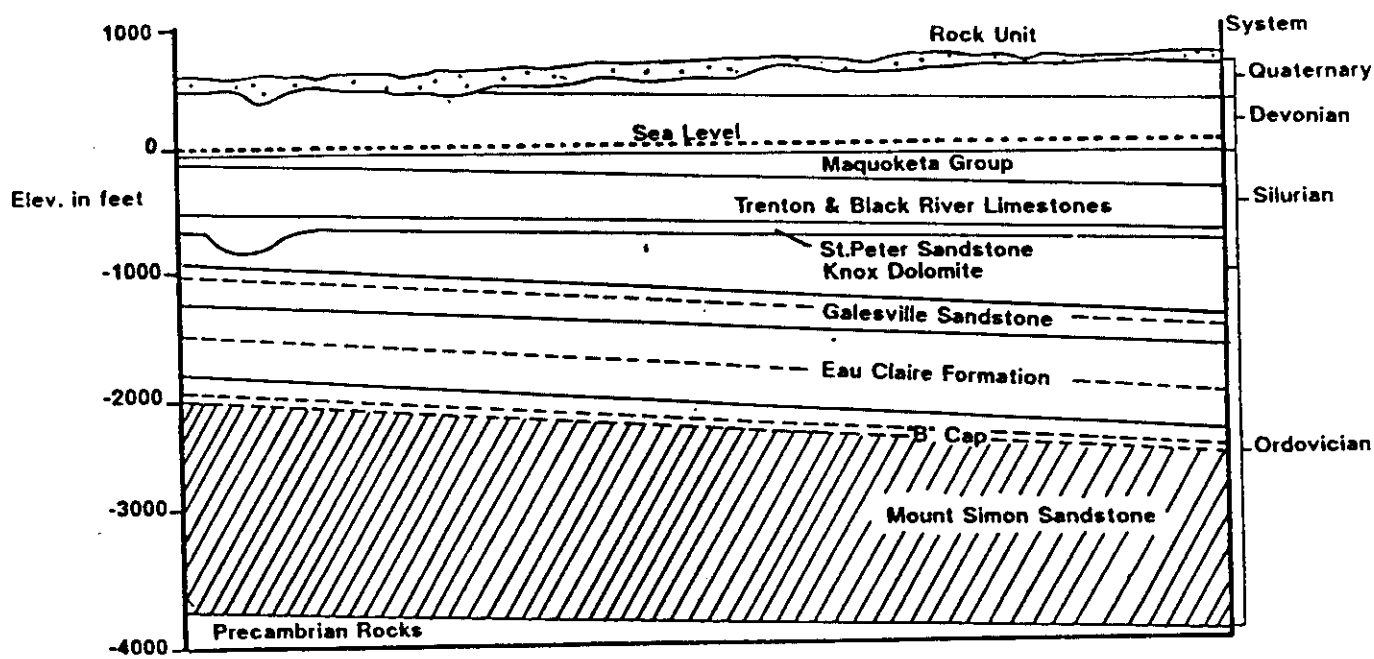 1000
Rock Unit
System
Quaternary
Devonian
Sea Level
0
Maquoketa Group
Elev. in feet
Trenton & Black River Limestones
Silurian
St.Peter Sandstone
Knox Dolomite
-1000
Galesville Sandstone
Eau Claire Formation
-2000
"B" Cap
Ordovician
-3000
Mount Simon Sandstone
Precambrian Rocks
-4000